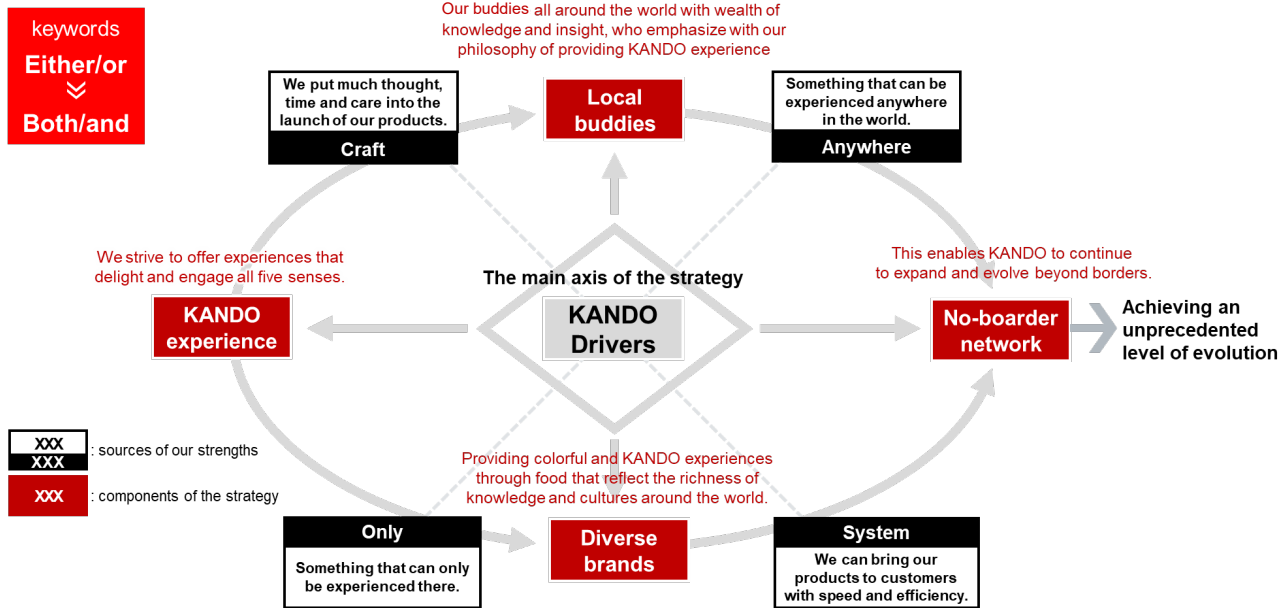 keywords
Either/or
Both/and
Our buddies all around the world with wealth of
knowledge and insight, who emphasize with our
philosophy of providing KANDO experience
We put much thought,
time and care into the
launch of our products.
Craft
Local
buddies
Something that can be
experienced anywhere
in the world.
Anywhere
We strive to offer experiences that
delight and engage all five senses.
KANDO
experience
The main axis of the strategy
KANDO
Drivers
This enables KANDO to continue
to expand and evolve beyond borders.
No-boarder
network
Achieving an
unprecedented
level of evolution
XXX
XXX
: sources of our strengths
XXX
: components of the strategy
Providing colorful and KANDO experiences
through food that reflect the richness of
knowledge and cultures around the world.
Only
Something that can only
be experienced there.
Diverse
brands
System
We can bring our
products to customers
with speed and efficiency.